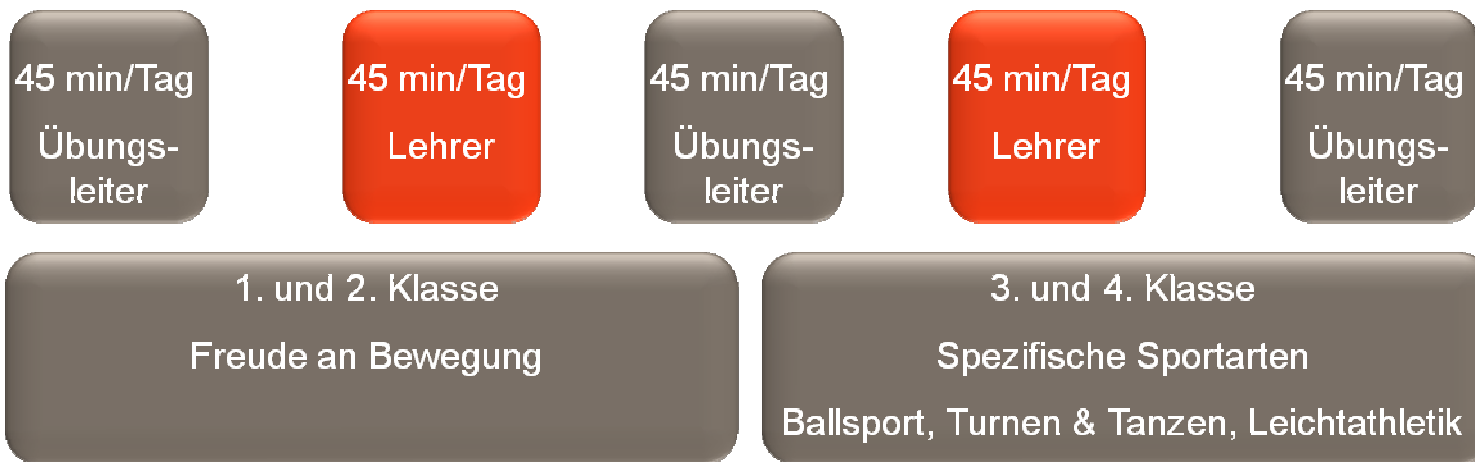 45 min/Tag
Übungs-
leiter
45 min/Tag
Lehrer
45 min/Tag
Übungs-
leiter
45 min/Tag
Lehrer
45 min/Tag
Übungs-
leiter
1. und 2. Klasse
Freude an Bewegung
3. und 4. Klasse
Spezifische Sportarten
Ballsport, Turnen & Tanzen, Leichtathletik